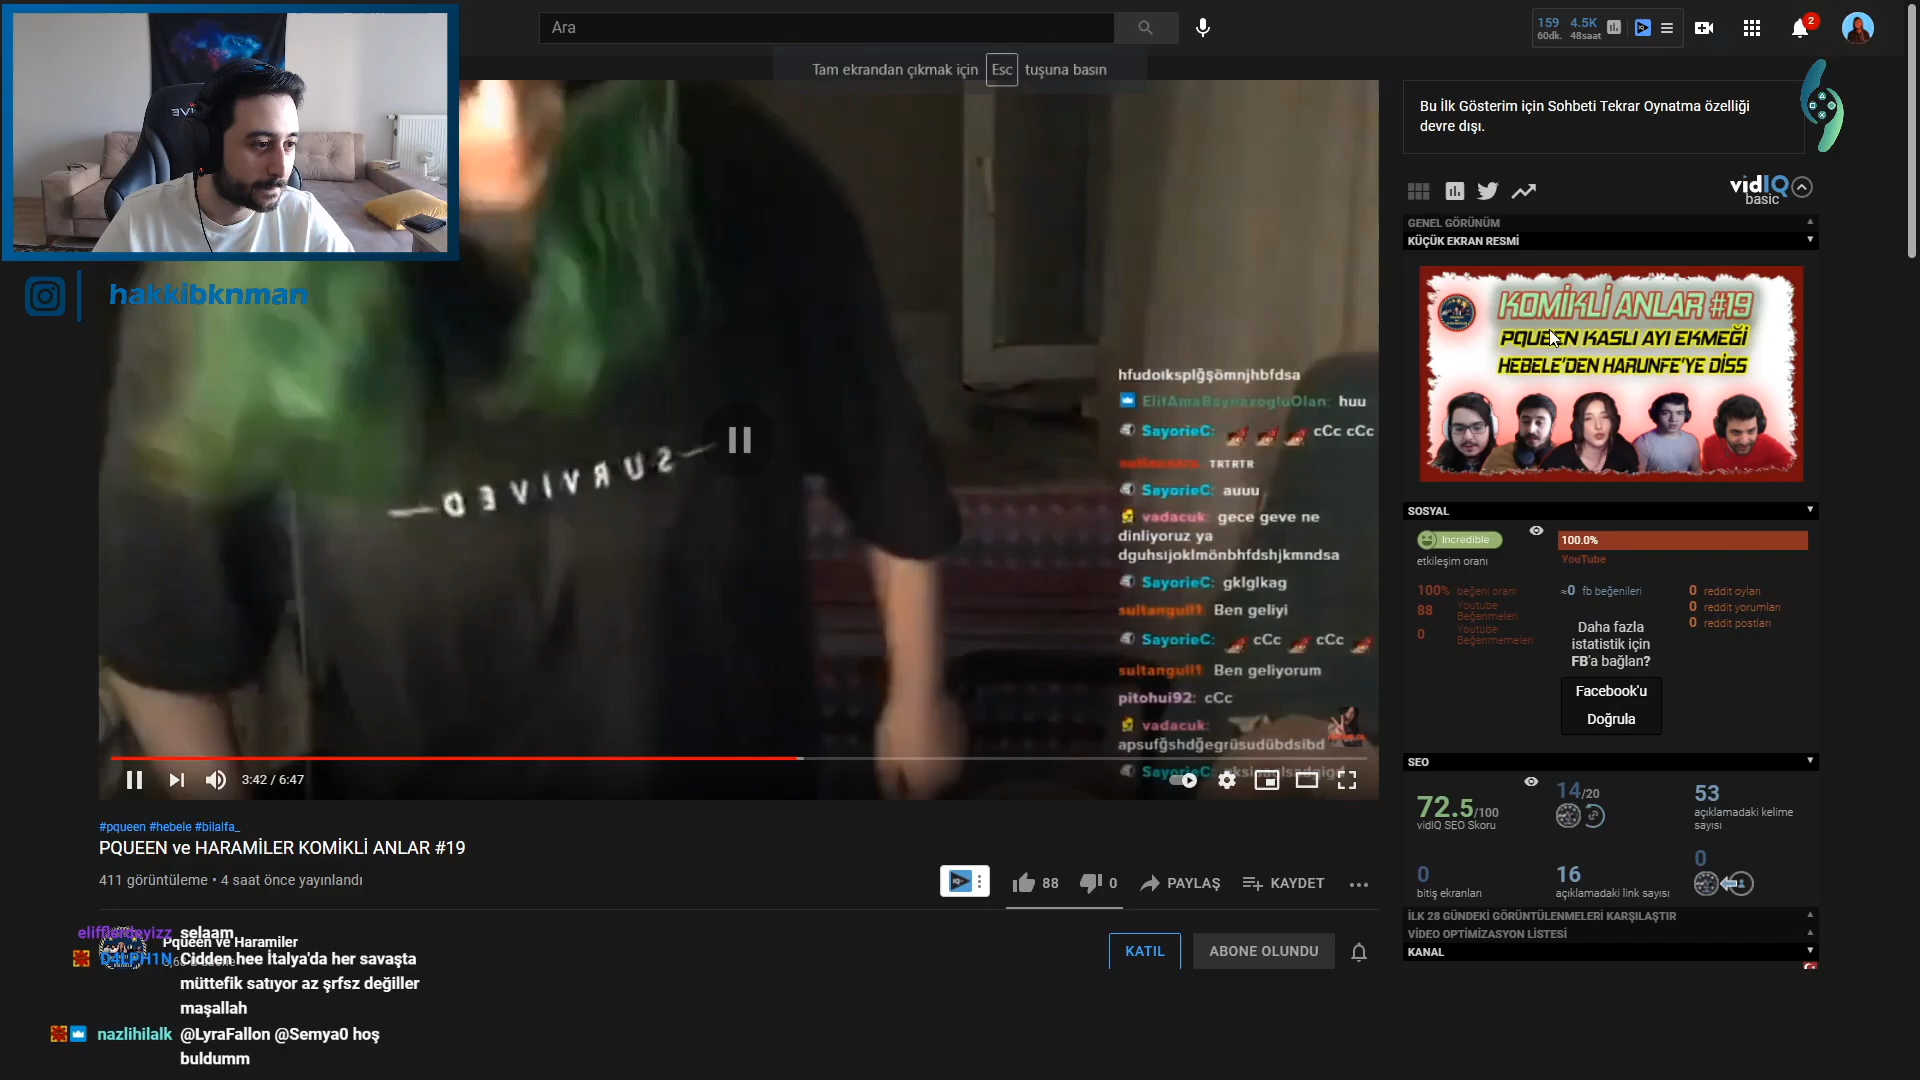 Ara
159 4.5K
60dk. 48saat
2
Tam ekrandan çıkmak için Esc tuşuna basın
hakkibknman
SURVIVED
hfudoıksplğşömnjhbfdsa
ElifAmaBaynazogluOlan: huu
SayorieC: cCc cCc
TRTRTR
SayorieC: auuu
vadacuk: gece geve ne
dinliyoruz ya
dguhsıjoklmönbhfdshjkmndsa
SayorieC: gklglkag
sultangull1: Ben geliyi
SayorieC: cCc cCc
sultangull1: Ben geliyorum
pitohui92: cCc
vadacuk:
apsufğshdğegrüsudübdsibd
SayorieC:
3:42 / 6:47
#pqueen #hebele #bilalfa_
PQUEEN ve HARAMİLER KOMİKLİ ANLAR #19
411 görüntüleme • 4 saat önce yayınlandı
88
0
PAYLAŞ
KAYDET
Pqueen ve Haramiler
KATIL
ABONE OLUNDU
elifflerdeyizz selaam
D4LPH1N Cidden hee İtalya'da her savaşta
müttefik satıyor az şrfsz değiller
maşallah
nazlihilalk @LyraFallon @Semya0 hoş
buldumm
Bu İlk Gösterim için Sohbeti Tekrar Oynatma özelliği
devre dışı.
vidIQ
basic
GENEL GÖRÜNÜM
KÜÇÜK EKRAN RESMİ
KOMİKLİ ANLAR #19
PQUEEN KASLI AYI EKMEĞİ
HEBELE'DEN HARUNFE'YE DİSS
SOSYAL
Incredible
etkileşim oranı
100.0%
YouTube
100% beğeni oranı
88 Youtube Beğenmeleri
0 Youtube Beğenmemeleri
≈0 fb beğenileri
0 reddit oyları
0 reddit yorumları
0 reddit postları
Daha fazla
istatistik için
FB'a bağlan?
Facebook'u
Doğrula
SEO
72.5/100
vidIQ SEO Skoru
14/20
53
açıklamadaki kelime
sayısı
0
bitiş ekranları
16
açıklamadaki link sayısı
0
İLK 28 GÜNDEKİ GÖRÜNTÜLENMELERİ KARŞILAŞTIR
VİDEO OPTİMİZASYON LİSTESİ
KANAL